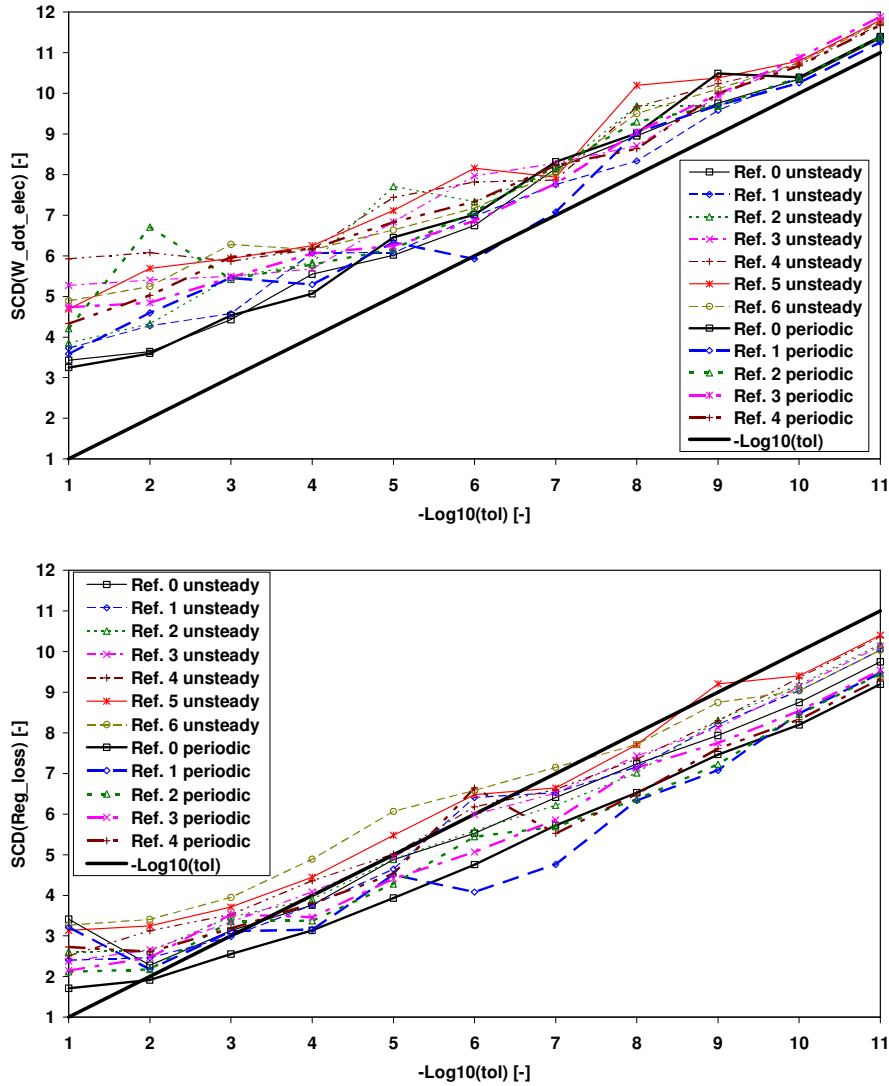 12
11
10
9
8
7
6
5
4
3
2
1
SCD(W_dot_elec) [-]
Ref. 0 unsteady
Ref. 1 unsteady
Ref. 2 unsteady
Ref. 3 unsteady
Ref. 4 unsteady
Ref. 5 unsteady
Ref. 6 unsteady
Ref. 0 periodic
Ref. 1 periodic
Ref. 2 periodic
Ref. 3 periodic
Ref. 4 periodic
-Log10(tol)
1 2 3 4 5 6 7 8 9 10 11
-Log10(tol) [-]
12
11
10
9
8
7
6
5
4
3
2
1
SCD(Reg_loss) [-]
Ref. 0 unsteady
Ref. 1 unsteady
Ref. 2 unsteady
Ref. 3 unsteady
Ref. 4 unsteady
Ref. 5 unsteady
Ref. 6 unsteady
Ref. 0 periodic
Ref. 1 periodic
Ref. 2 periodic
Ref. 3 periodic
Ref. 4 periodic
-Log10(tol)
1 2 3 4 5 6 7 8 9 10 11
-Log10(tol) [-]